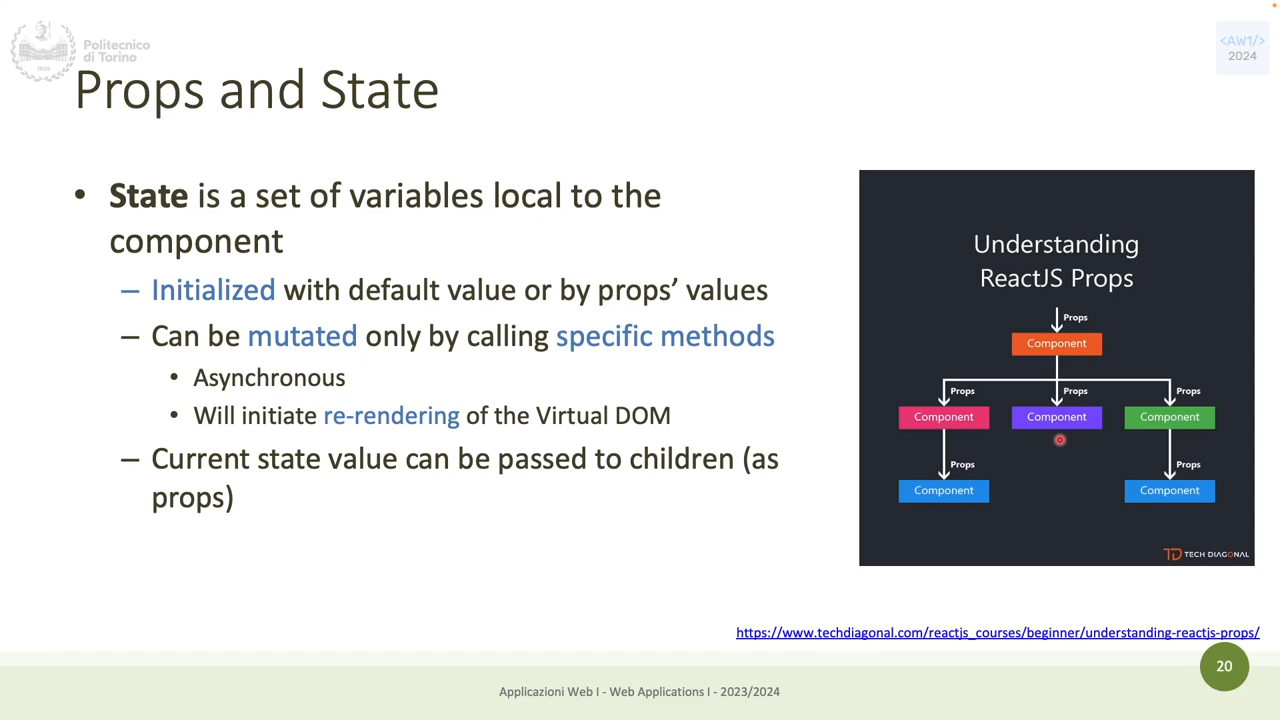 Politecnico
di Torino
<AW1/>
2024
Props and State
• State is a set of variables local to the
component
– Initialized with default value or by props’ values
– Can be mutated only by calling specific methods
• Asynchronous
• Will initiate re-rendering of the Virtual DOM
– Current state value can be passed to children (as
props)
Understanding
ReactJS Props
Props
Component
Props Props Props
Component Component Component
Props Props
Component Component
TD TECH DIAGONAL
https://www.techdiagonal.com/reactjs_courses/beginner/understanding-reactjs-props/
20
Applicazioni Web I - Web Applications I - 2023/2024